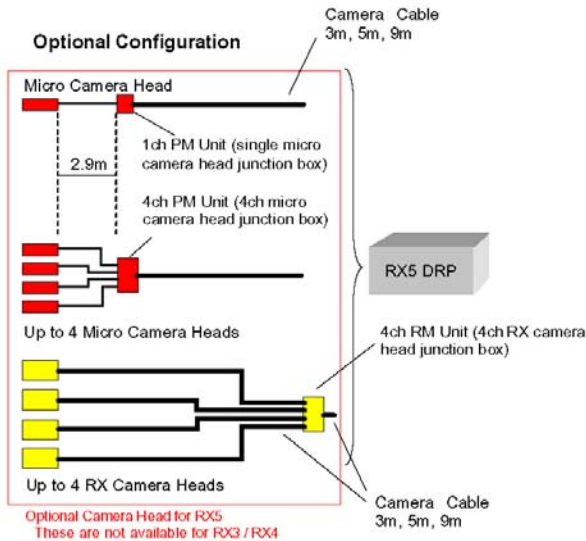 Camera Cable
3m, 5m, 9m
Optional Configuration
Micro Camera Head
1ch PM Unit (single micro
camera head junction box)
2.9m
4ch PM Unit (4ch micro
camera head junction box)
RX5 DRP
Up to 4 Micro Camera Heads
4ch RM Unit (4ch RX camera
head junction box)
Up to 4 RX Camera Heads
Camera Cable
3m, 5m, 9m
Optional Camera Head for RX5
These are not available for RX3 / RX4